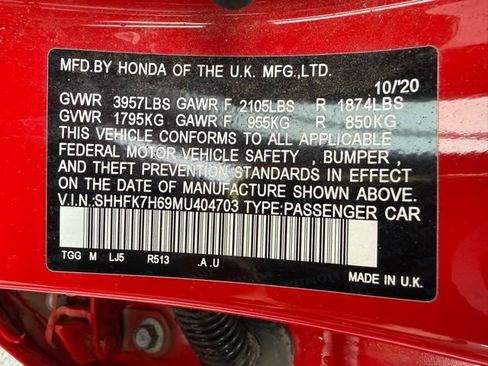 MFD.BY HONDA OF THE U.K. MFG.,LTD.
10/'20
GVWR 3957LBS GAWR F 2105LBS R 1874LBS
GVWR 1795KG GAWR F 955KG R 850KG
THIS VEHICLE CONFORMS TO ALL APPLICABLE
FEDERAL MOTOR VEHICLE SAFETY , BUMPER ,
AND THEFT PREVENTION STANDARDS IN EFFECT
ON THE DATE OF MANUFACTURE SHOWN ABOVE.
V.I.N:SHHFK7H69MU404703 TYPE:PASSENGER CAR
TGG M LJ5 R513 .A .U
MADE IN U.K.